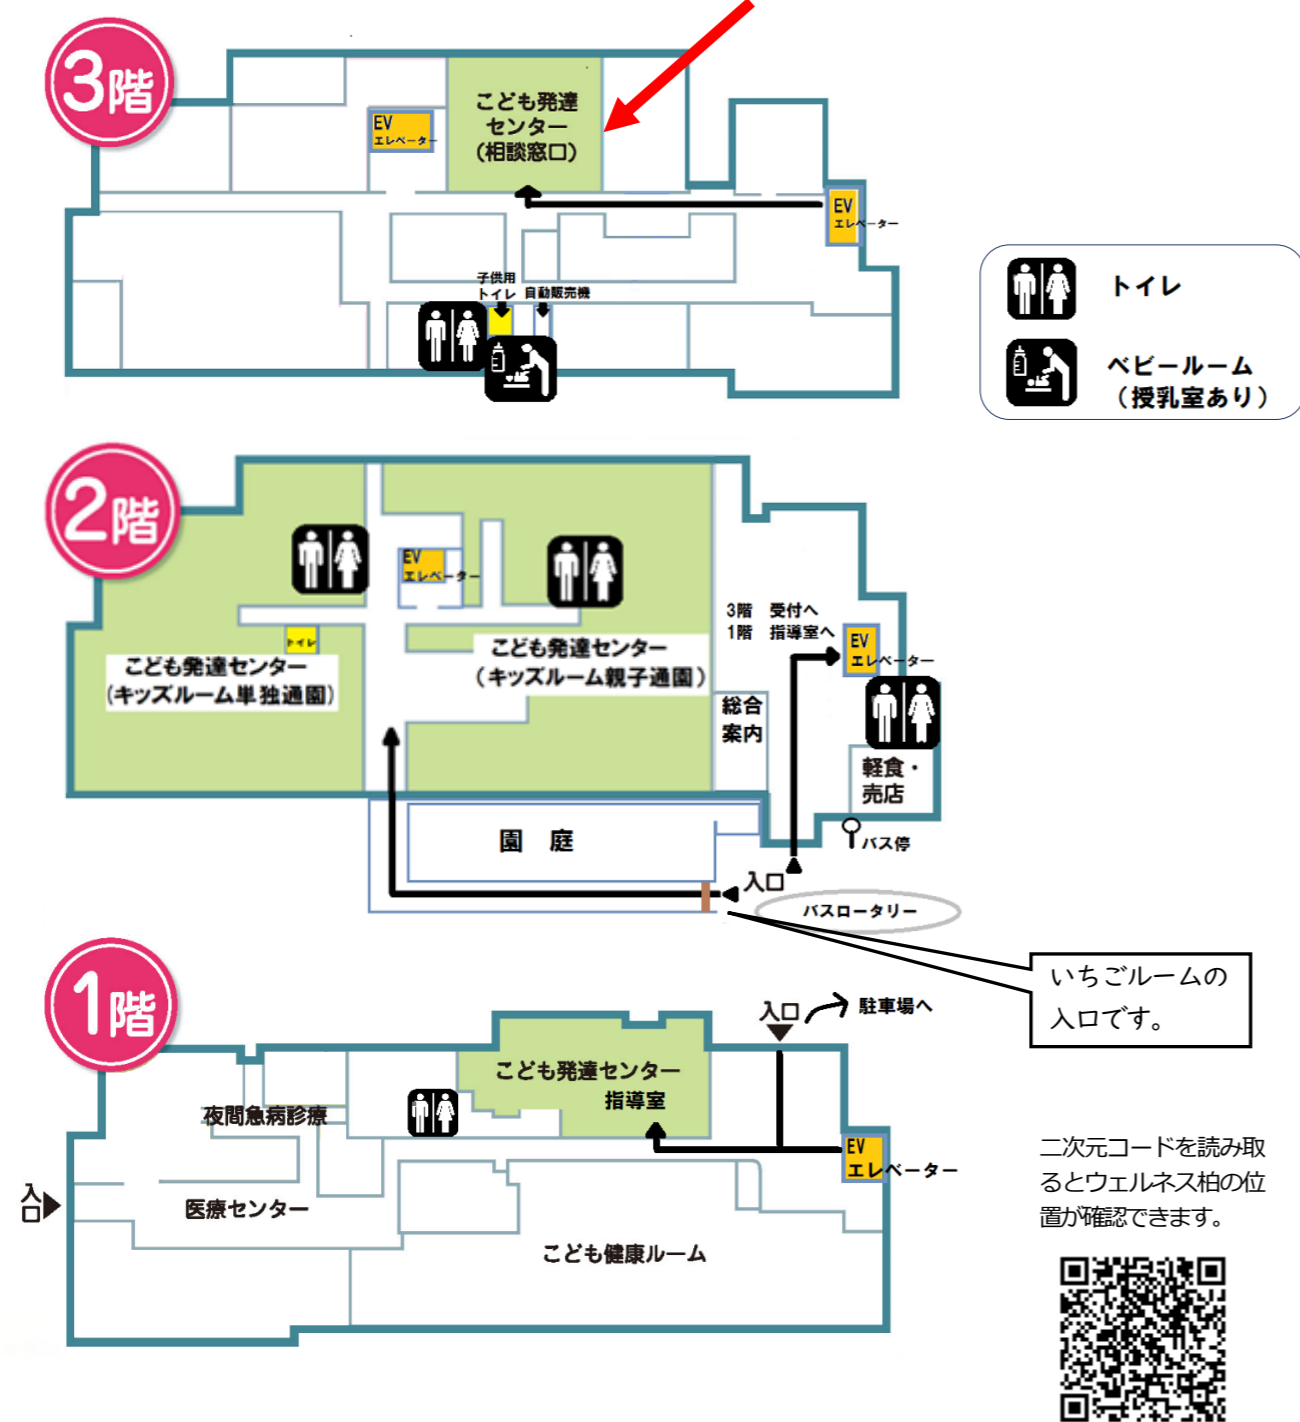 3階
こども発達
センター
(相談窓口)
EV
エレベーター
EV
エレベーター
子供用
トイレ
自動販売機
トイレ
ベビールーム
（授乳室あり）
2階
EV
エレベーター
3階 受付へ
1階 指導室へ
EV
エレベーター
トイレ
こども発達センター
(キッズルーム単独通園)
こども発達センター
(キッズルーム親子通園)
総合
案内
軽食・
売店
バス停
園 庭
入口
バスロータリー
いちごルームの
入口です。
1階
入口
駐車場へ
こども発達センター
指導室
夜間急病診療
EV
エレベーター
入口
医療センター
こども健康ルーム
二次元コードを読み取
るとウェルネス柏の位
置が確認できます。